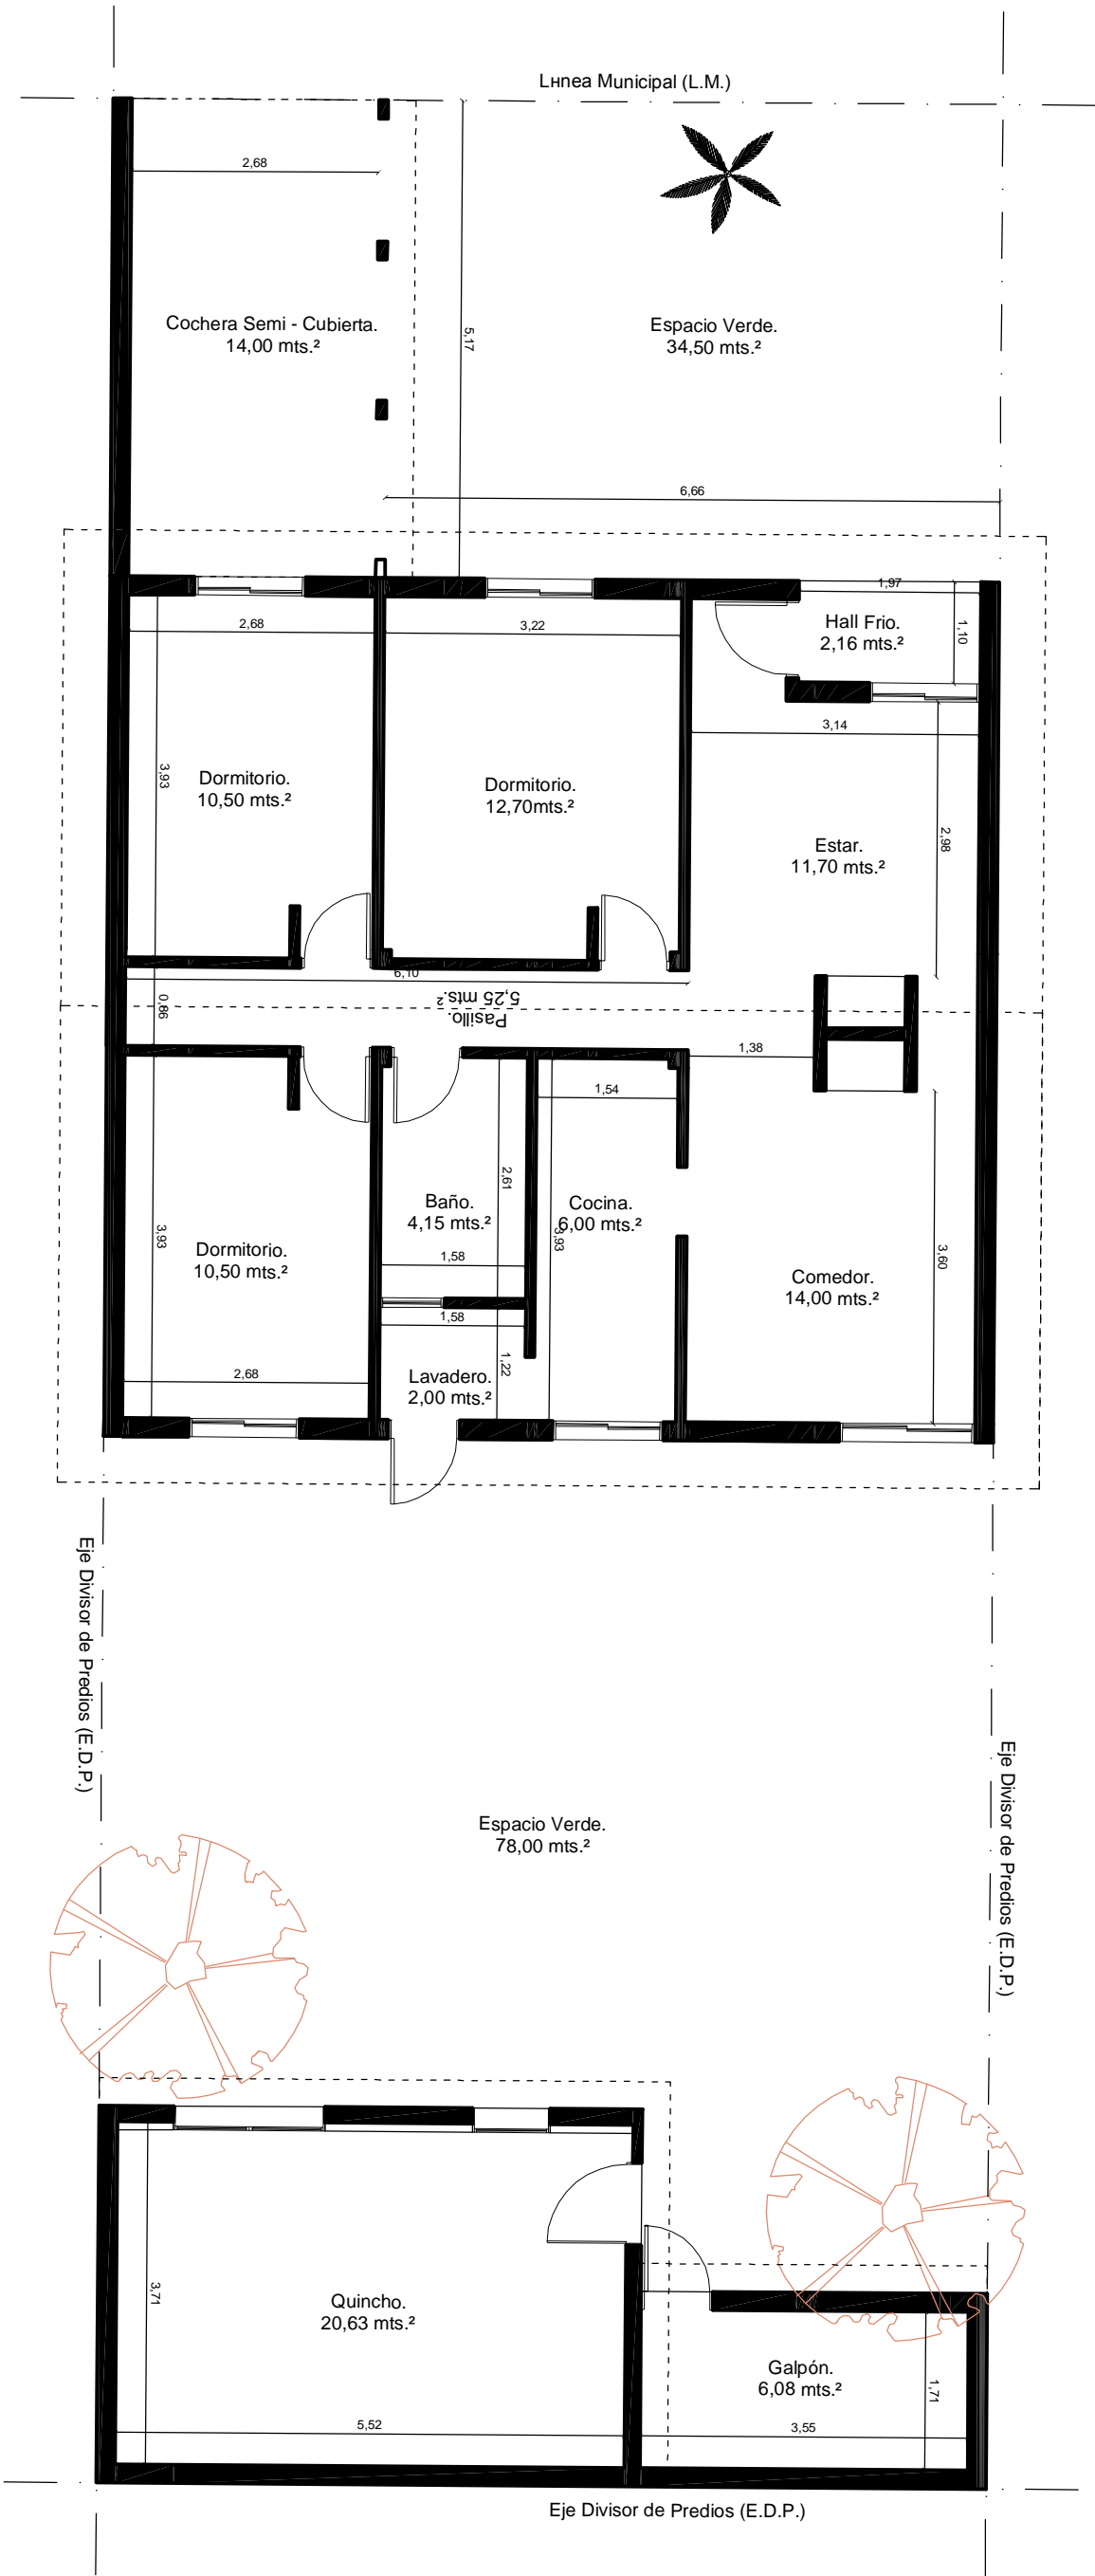 Lнnea Municipal (L.M.)
2,68
Cochera Semi - Cubierta.
14,00 mts.²
5,17
Espacio Verde.
34,50 mts.²
6,66
1,97
Hall Frio.
2,16 mts.²
1,10
2,68
3,22
3,14
3,93
Dormitorio.
10,50 mts.²
Dormitorio.
12,70mts.²
2,98
Estar.
11,70 mts.²
6,10
Pasillo.
5,25 mts.²
0,86
1,38
1,54
2,61
Baño.
4,15 mts.²
1,58
Cocina.
6,00 mts.²
3,93
3,93
Dormitorio.
10,50 mts.²
3,60
Comedor.
14,00 mts.²
1,58
1,22
Lavadero.
2,00 mts.²
2,68
Eje Divisor de Predios (E.D.P.)
Eje Divisor de Predios (E.D.P.)
Espacio Verde.
78,00 mts.²
3,71
Quincho.
20,63 mts.²
Galpón.
6,08 mts.²
1,71
5,52
3,55
Eje Divisor de Predios (E.D.P.)